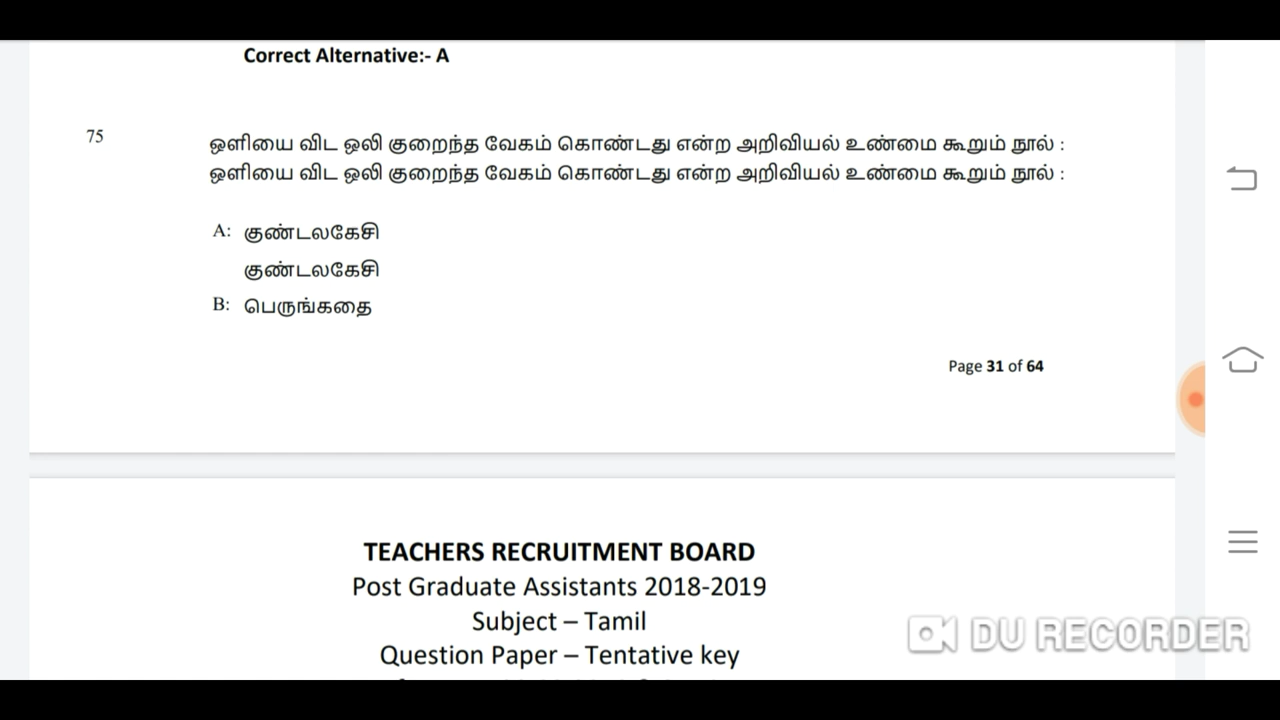 Correct Alternative:- A
75
ஒளியை விட ஒலி குறைந்த வேகம் கொண்டது என்ற அறிவியல் உண்மை கூறும் நூல் :
ஒளியை விட ஒலி குறைந்த வேகம் கொண்டது என்ற அறிவியல் உண்மை கூறும் நூல் :
A: குண்டலகேசி
குண்டலகேசி
B: பெருங்கதை
Page 31 of 64
TEACHERS RECRUITMENT BOARD
Post Graduate Assistants 2018-2019
Subject – Tamil
Question Paper – Tentative key
DU RECORDER